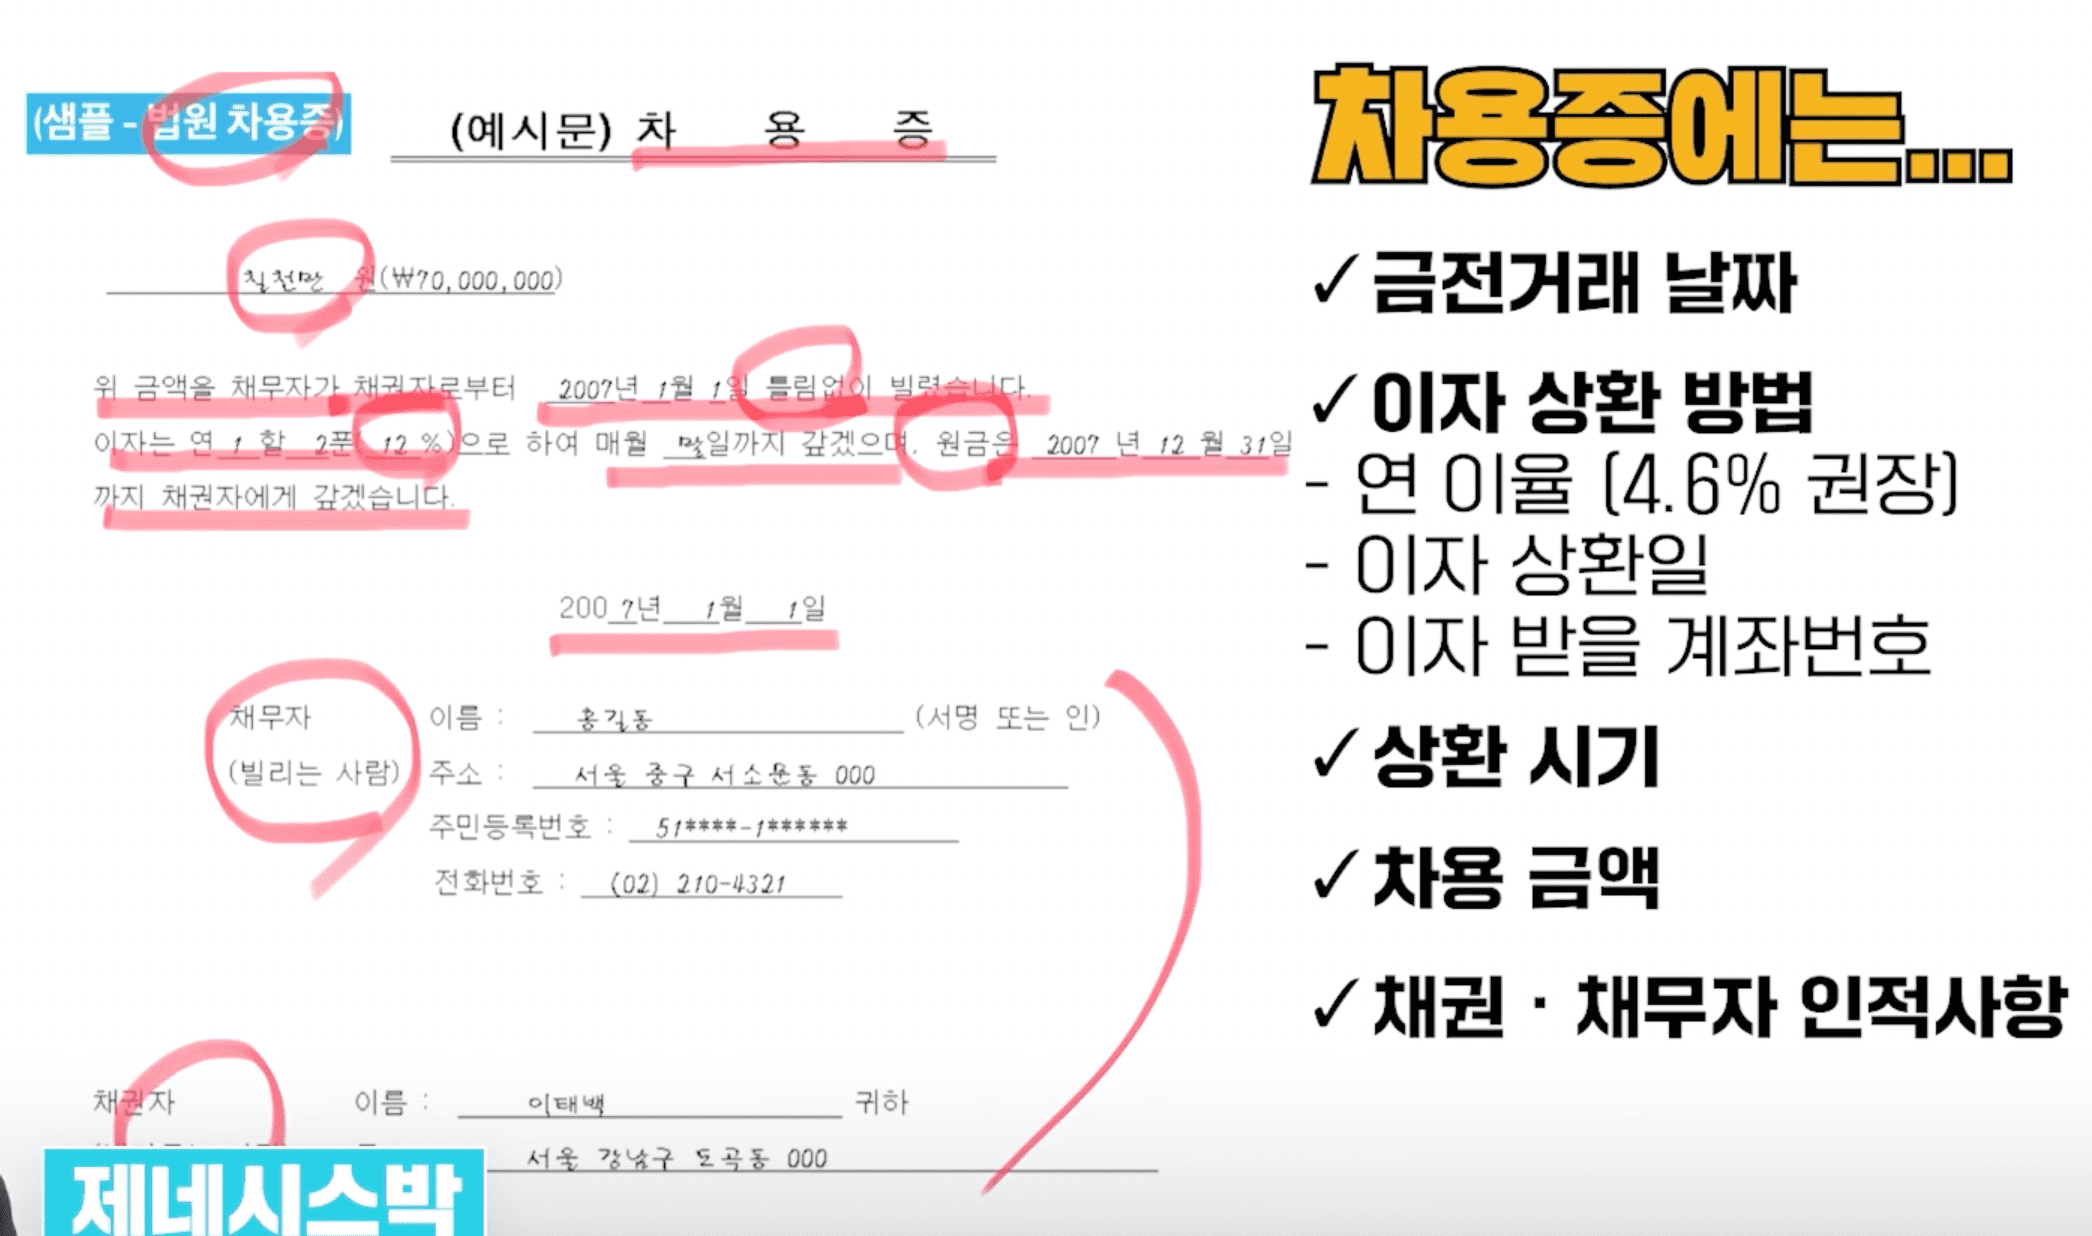 (샘플 - 법원 차용증)
(예시문) 차 용 증
칠천만 원(₩70,000,000)
위 금액을 채무자가 채권자로부터 2007년 1월 1일 틀림없이 빌렸습니다.
이자는 연 1 할 2푼( 12 %)으로 하여 매월 말일까지 갚겠으며, 원금은 2007 년 12 월 31일
까지 채권자에게 갚겠습니다.
2007년 1월 1일
채무자 이름 : 홍길동 (서명 또는 인)
(빌리는 사람) 주소 : 서울 중구 서소문동 000
주민등록번호 : 51****-1******
전화번호 : (02) 210-4321
채권자 이름 : 이태백 귀하
서울 강남구 도곡동 000
제네시스박
차용증에는...
✓금전거래 날짜
✓이자 상환 방법
- 연 이율 (4.6% 권장)
- 이자 상환일
- 이자 받을 계좌번호
✓상환 시기
✓차용 금액
✓채권 · 채무자 인적사항